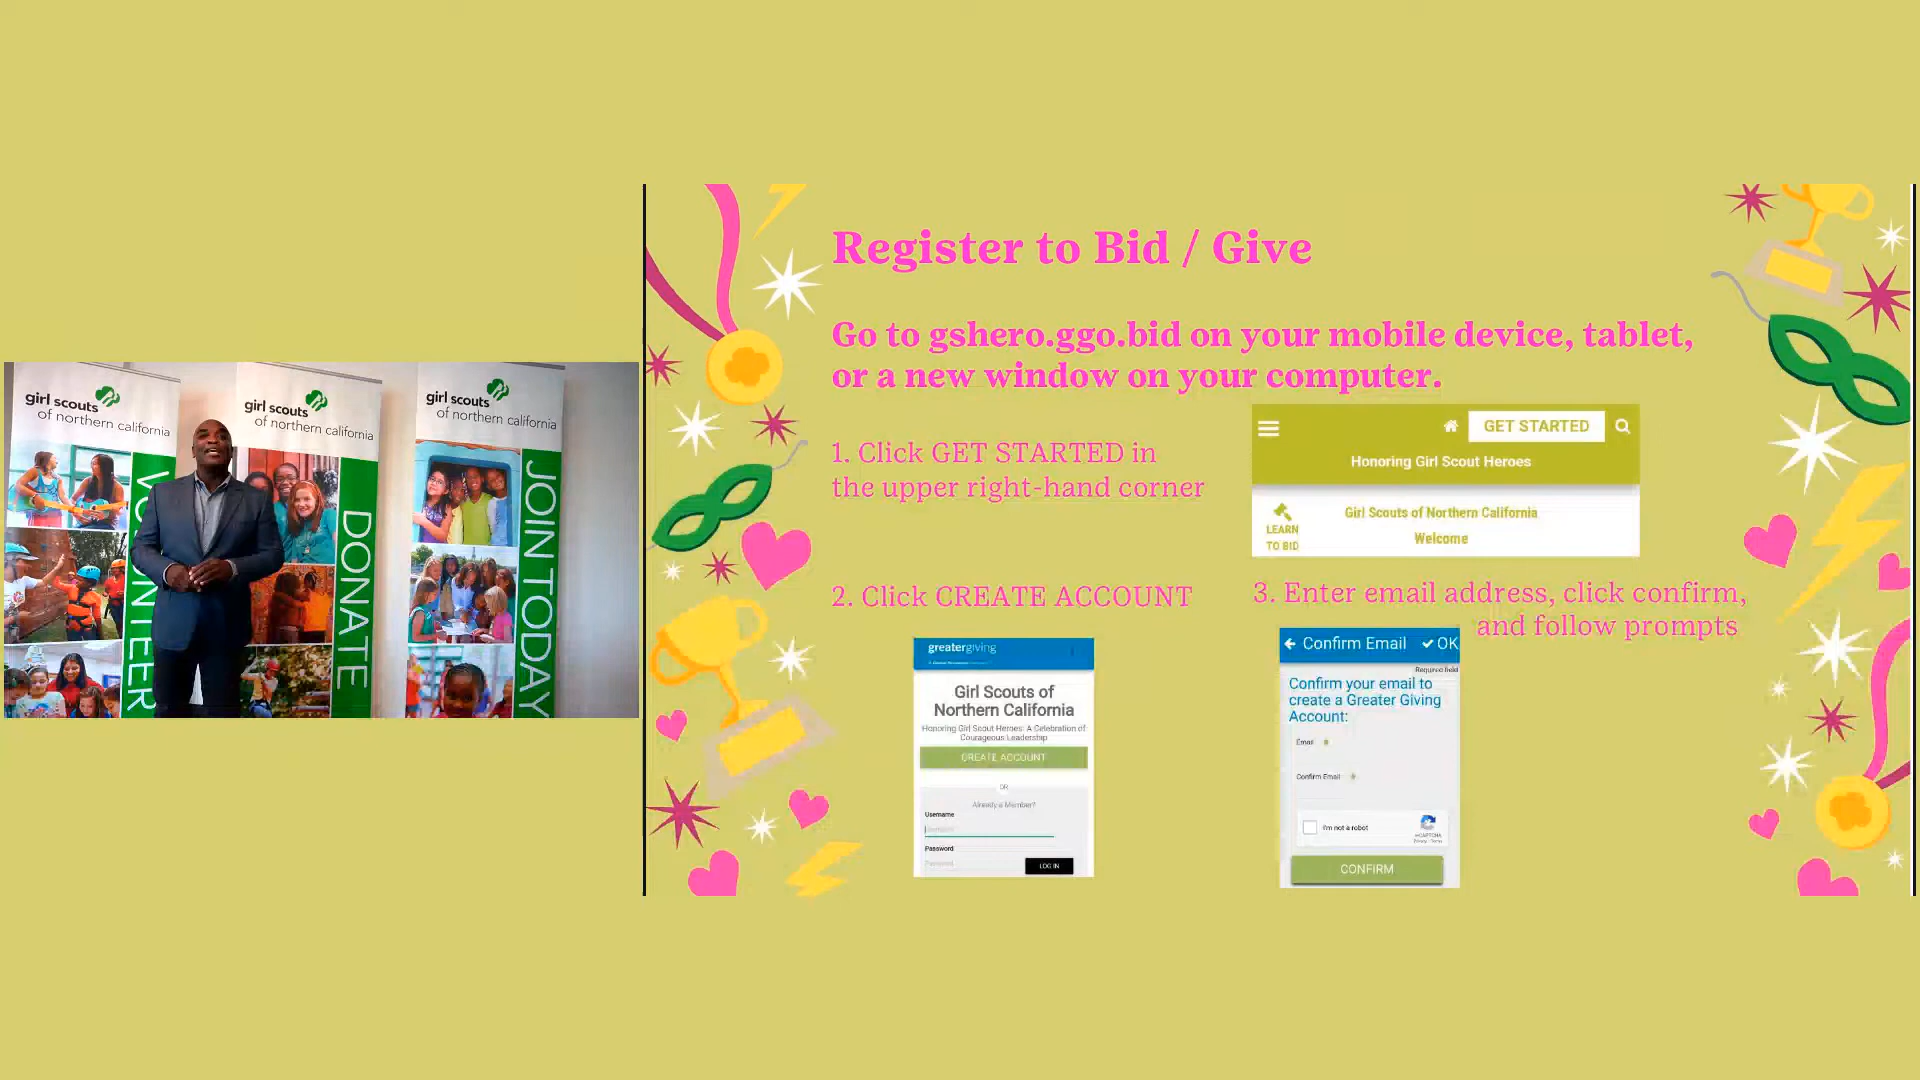 girl scouts
of northern california
VOLUNTEER
girl scouts
of northern california
DONATE
girl scouts
of northern california
JOIN TODAY
Register to Bid / Give
Go to gshero.ggo.bid on your mobile device, tablet,
or a new window on your computer.
1. Click GET STARTED in
the upper right-hand corner
GET STARTED
Honoring Girl Scout Heroes
LEARN
TO BID
Girl Scouts of Northern California
Welcome
2. Click CREATE ACCOUNT
greatergiving
Girl Scouts of
Northern California
Honoring Girl Scout Heroes: A Celebration of
Courageous Leadership
CREATE ACCOUNT
OR
Already a Member?
Username
Username
Password
Password
LOG IN
3. Enter email address, click confirm,
and follow prompts
Confirm Email OK
Required field
Confirm your email to
create a Greater Giving
Account:
Email
Confirm Email
I'm not a robot
reCAPTCHA
Privacy - Terms
CONFIRM